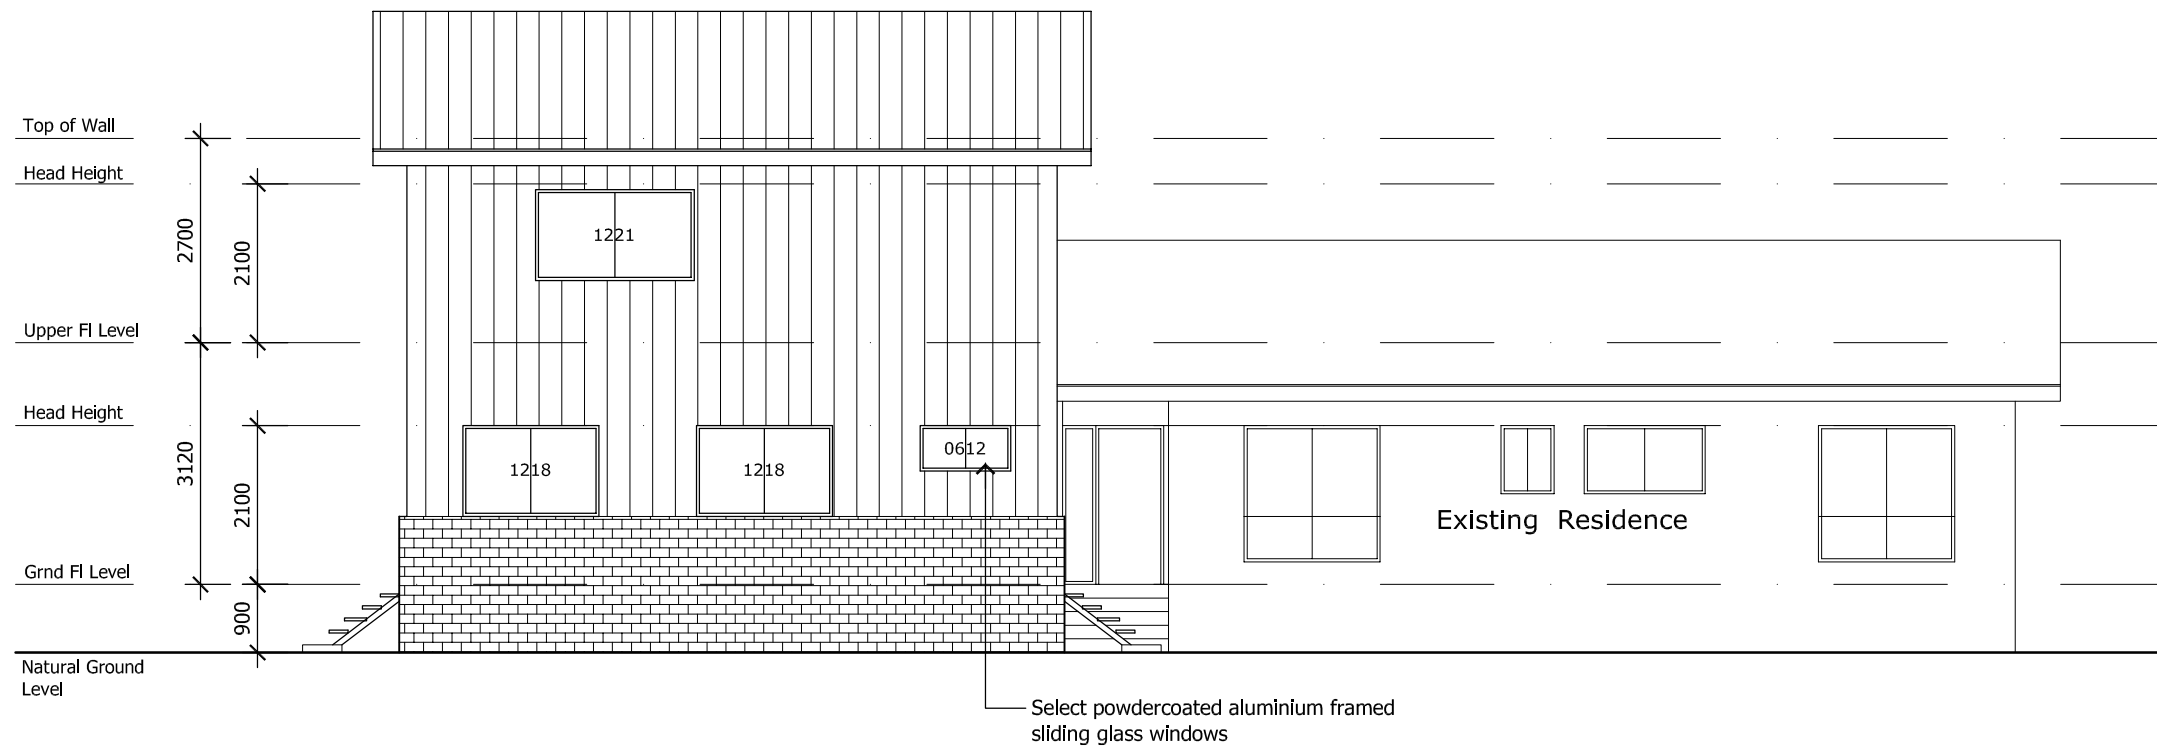 Top of Wall
Head Height
2700
2100
1221
Upper Fl Level
Head Height
3120
2100
1218
1218
0612
Existing Residence
Grnd Fl Level
900
Natural Ground
Level
Select powdercoated aluminium framed
sliding glass windows